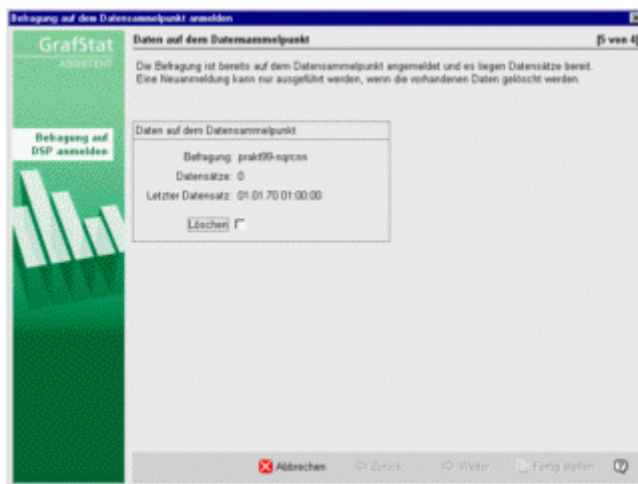 Befragung auf dem Datensammelpunkt anmelden
GrafStat
ASSISTENT
Daten auf dem Datensammelpunkt
[5 von 4]
Die Befragung ist bereits auf dem Datensammelpunkt angemeldet und es liegen Datensätze bereit.
Eine Neuanmeldung kann nur ausgeführt werden, wenn die vorhandenen Daten gelöscht werden.
Befragung auf
DSP anmelden
Daten auf dem Datensammelpunkt
Befragung: prakt99-nqrcnn
Datensätze: 0
Letzter Datensatz: 01.01.70 01:00:00
Löschen
Abbrechen
Zurück
Weiter
Fertig stellen